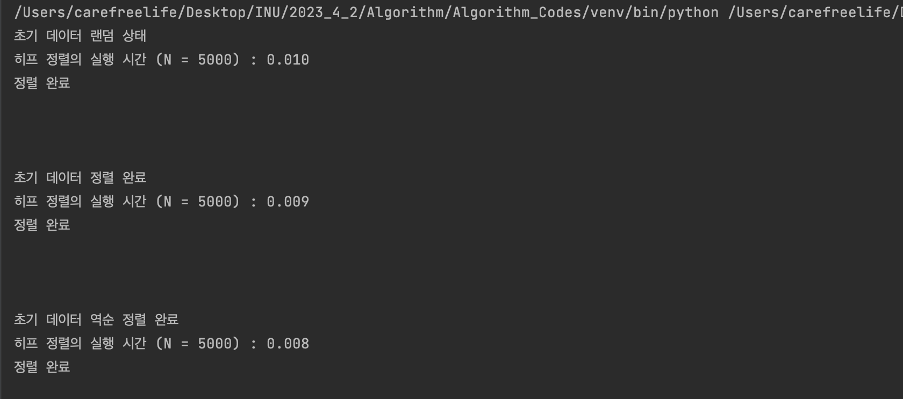 /Users/carefreelife/Desktop/INU/2023_4_2/Algorithm/Algorithm_Codes/venv/bin/python /Users/carefreelife/
초기 데이터 랜덤 상태
히프 정렬의 실행 시간 (N = 5000) : 0.010
정렬 완료
초기 데이터 정렬 완료
히프 정렬의 실행 시간 (N = 5000) : 0.009
정렬 완료
초기 데이터 역순 정렬 완료
히프 정렬의 실행 시간 (N = 5000) : 0.008
정렬 완료